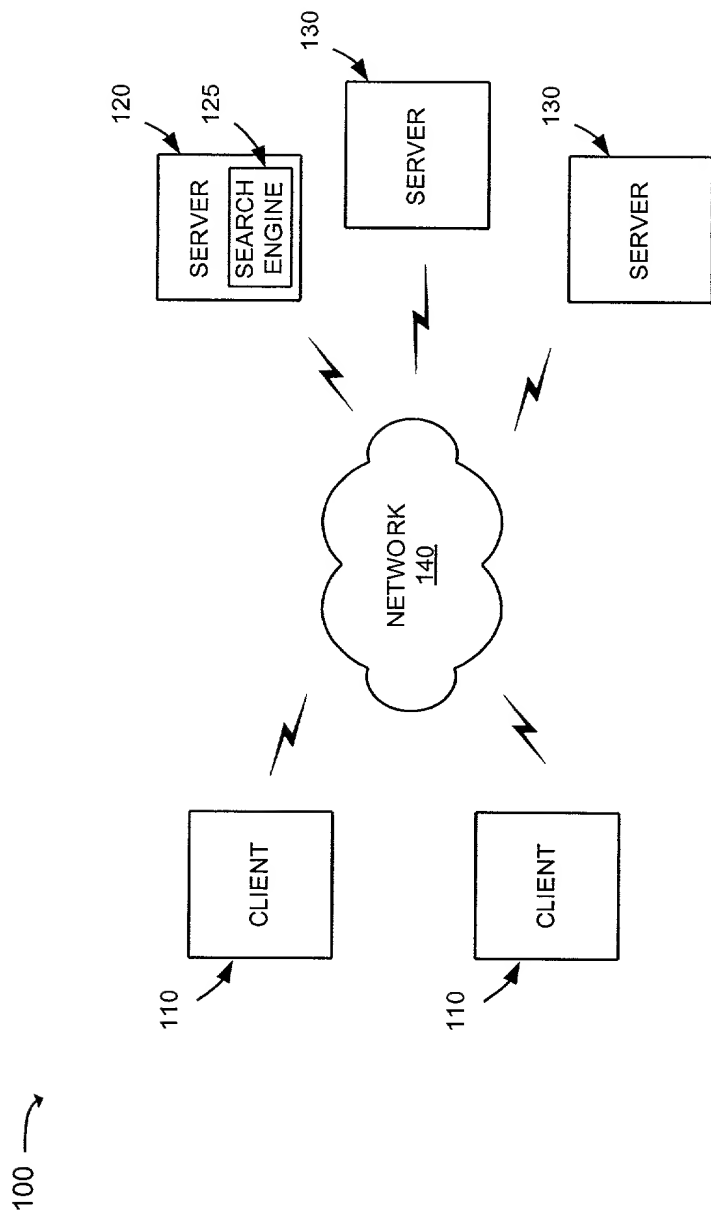 100
110
CLIENT
110
CLIENT
NETWORK
140
120
SERVER
125
SEARCH
ENGINE
130
SERVER
130
SERVER